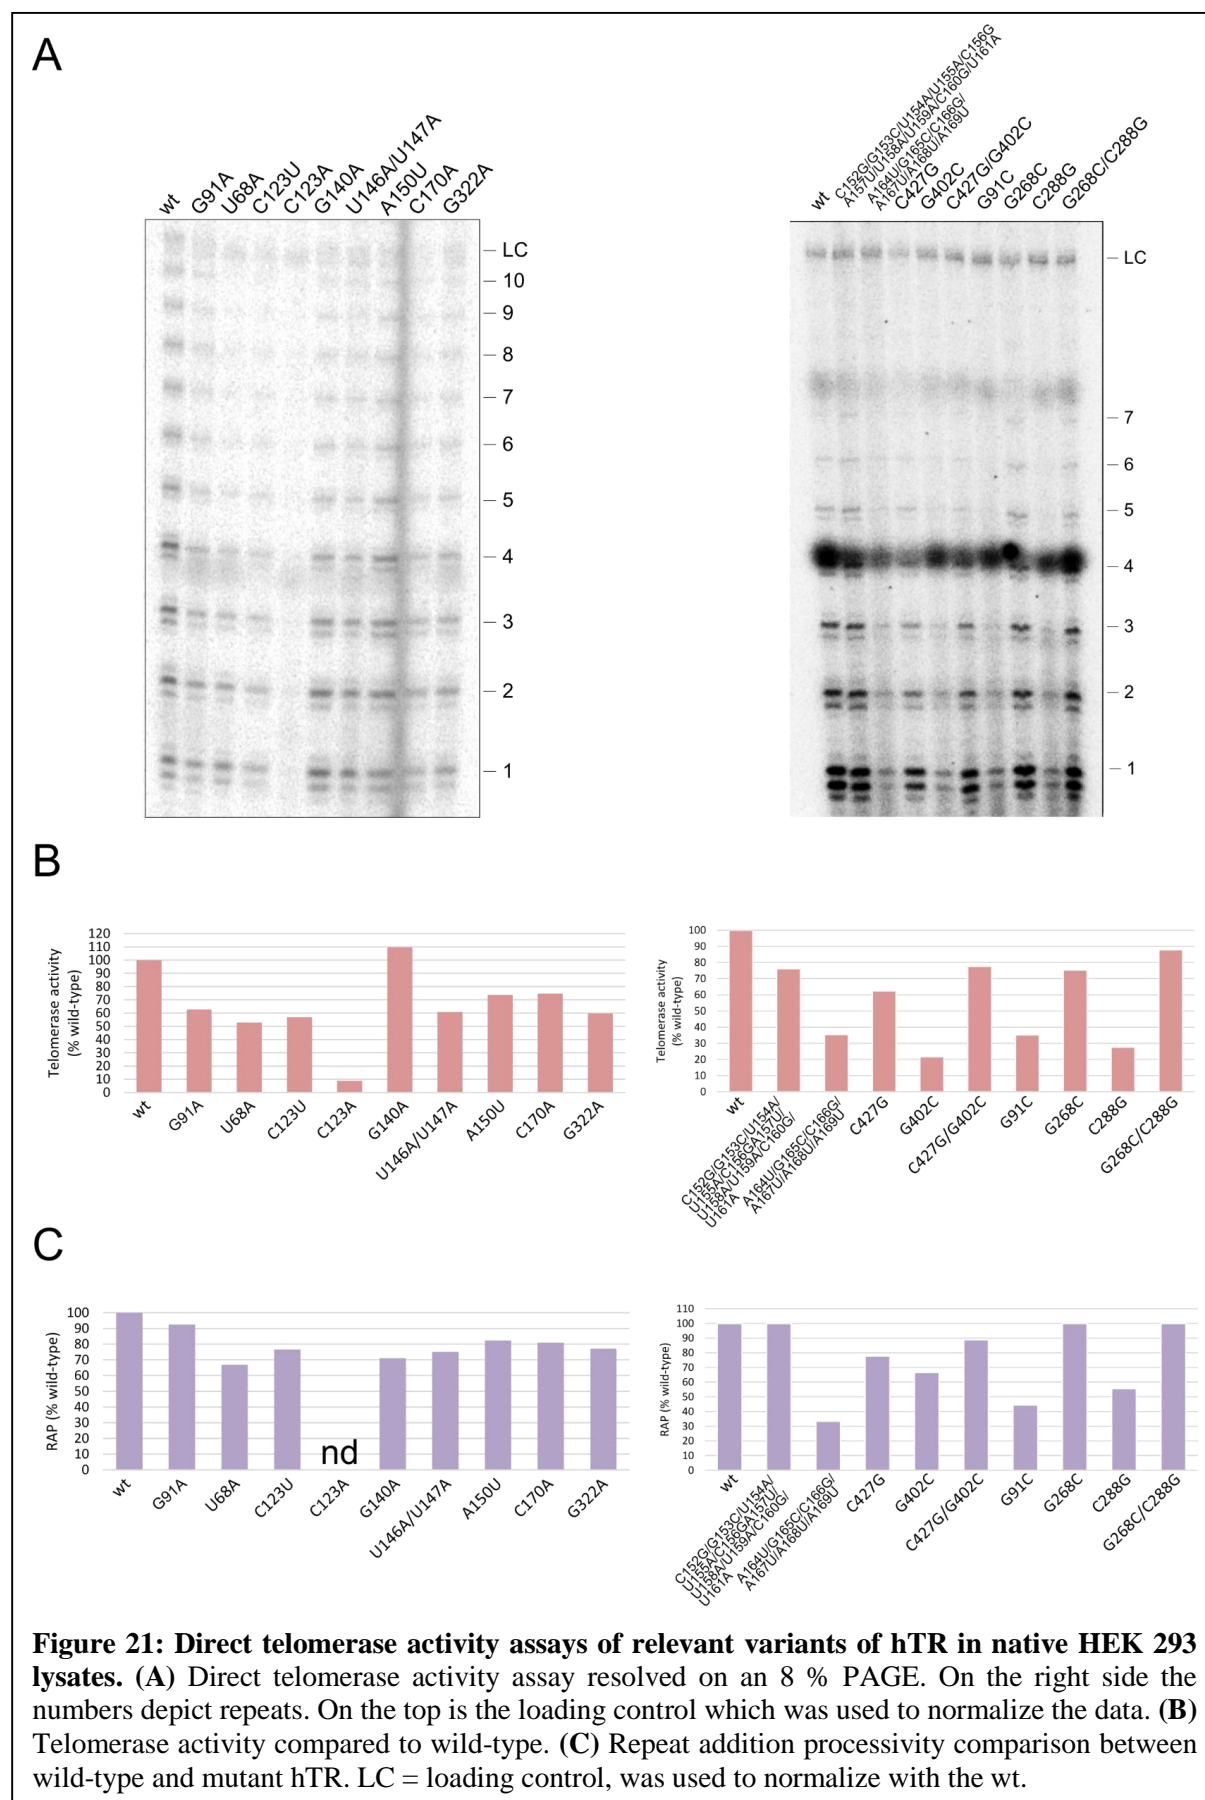 A
wt
G91A
U68A
C123U
C123A
G140A
U146A/U147A
A150U
C170A
G322A
LC
10
9
8
7
6
5
4
3
2
1
wt
C152G/G153C/U154A/U155A/C156G
A157U/U158A/U159A/C160G/U161A
A164U/G165C/C166G/
A167U/A168U/A169U
C427G
G402C
C427G/G402C
G91C
G268C
C288G
G268C/C288G
LC
7
6
5
4
3
2
1
B
Telomerase activity
(% wild-type)
120
110
100
90
80
70
60
50
40
30
20
10
0
wt
G91A
U68A
C123U
C123A
G140A
U146A/U147A
A150U
C170A
G322A
Telomerase activity
(% wild-type)
100
90
80
70
60
50
40
30
20
10
0
wt
C152G/G153C/U154A/
U155A/C156GA157U/
U158A/U159A/C160G/
U161A
A164U/G165C/C166G/
A167U/A168U/A169U
C427G
G402C
C427G/G402C
G91C
G268C
C288G
G268C/C288G
C
RAP (% wild-type)
100
90
80
70
60
50
40
30
20
10
0
nd
wt
G91A
U68A
C123U
C123A
G140A
U146A/U147A
A150U
C170A
G322A
RAP (% wild-type)
110
100
90
80
70
60
50
40
30
20
10
0
wt
C152G/G153C/U154A/
U155A/C156GA157U/
U158A/U159A/C160G/
U161A
A164U/G165C/C166G/
A167U/A168U/A169U
C427G
G402C
C427G/G402C
G91C
G268C
C288G
G268C/C288G
Figure 21: Direct telomerase activity assays of relevant variants of hTR in native HEK 293
lysates. (A) Direct telomerase activity assay resolved on an 8 % PAGE. On the right side the
numbers depict repeats. On the top is the loading control which was used to normalize the data. (B)
Telomerase activity compared to wild-type. (C) Repeat addition processivity comparison between
wild-type and mutant hTR. LC = loading control, was used to normalize with the wt.